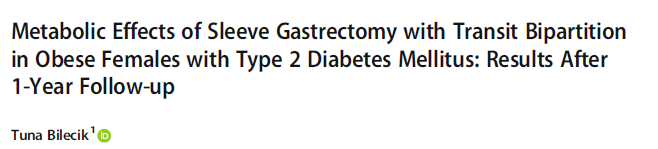 Metabolic Effects of Sleeve Gastrectomy with Transit Bipartition
in Obese Females with Type 2 Diabetes Mellitus: Results After
1-Year Follow-up
Tuna Bilecik1 iD